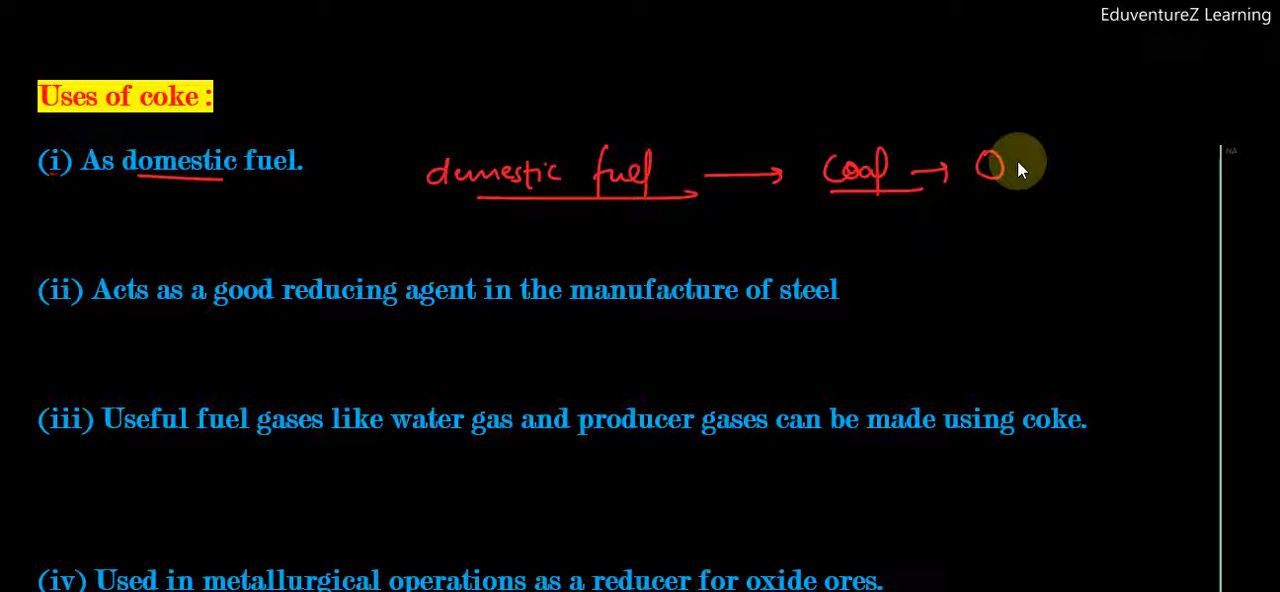 EduventureZ Learning
Uses of coke :
(i) As domestic fuel. domestic fuel → coal → O
NA
(ii) Acts as a good reducing agent in the manufacture of steel
(iii) Useful fuel gases like water gas and producer gases can be made using coke.
(iv) Used in metallurgical operations as a reducer for oxide ores.